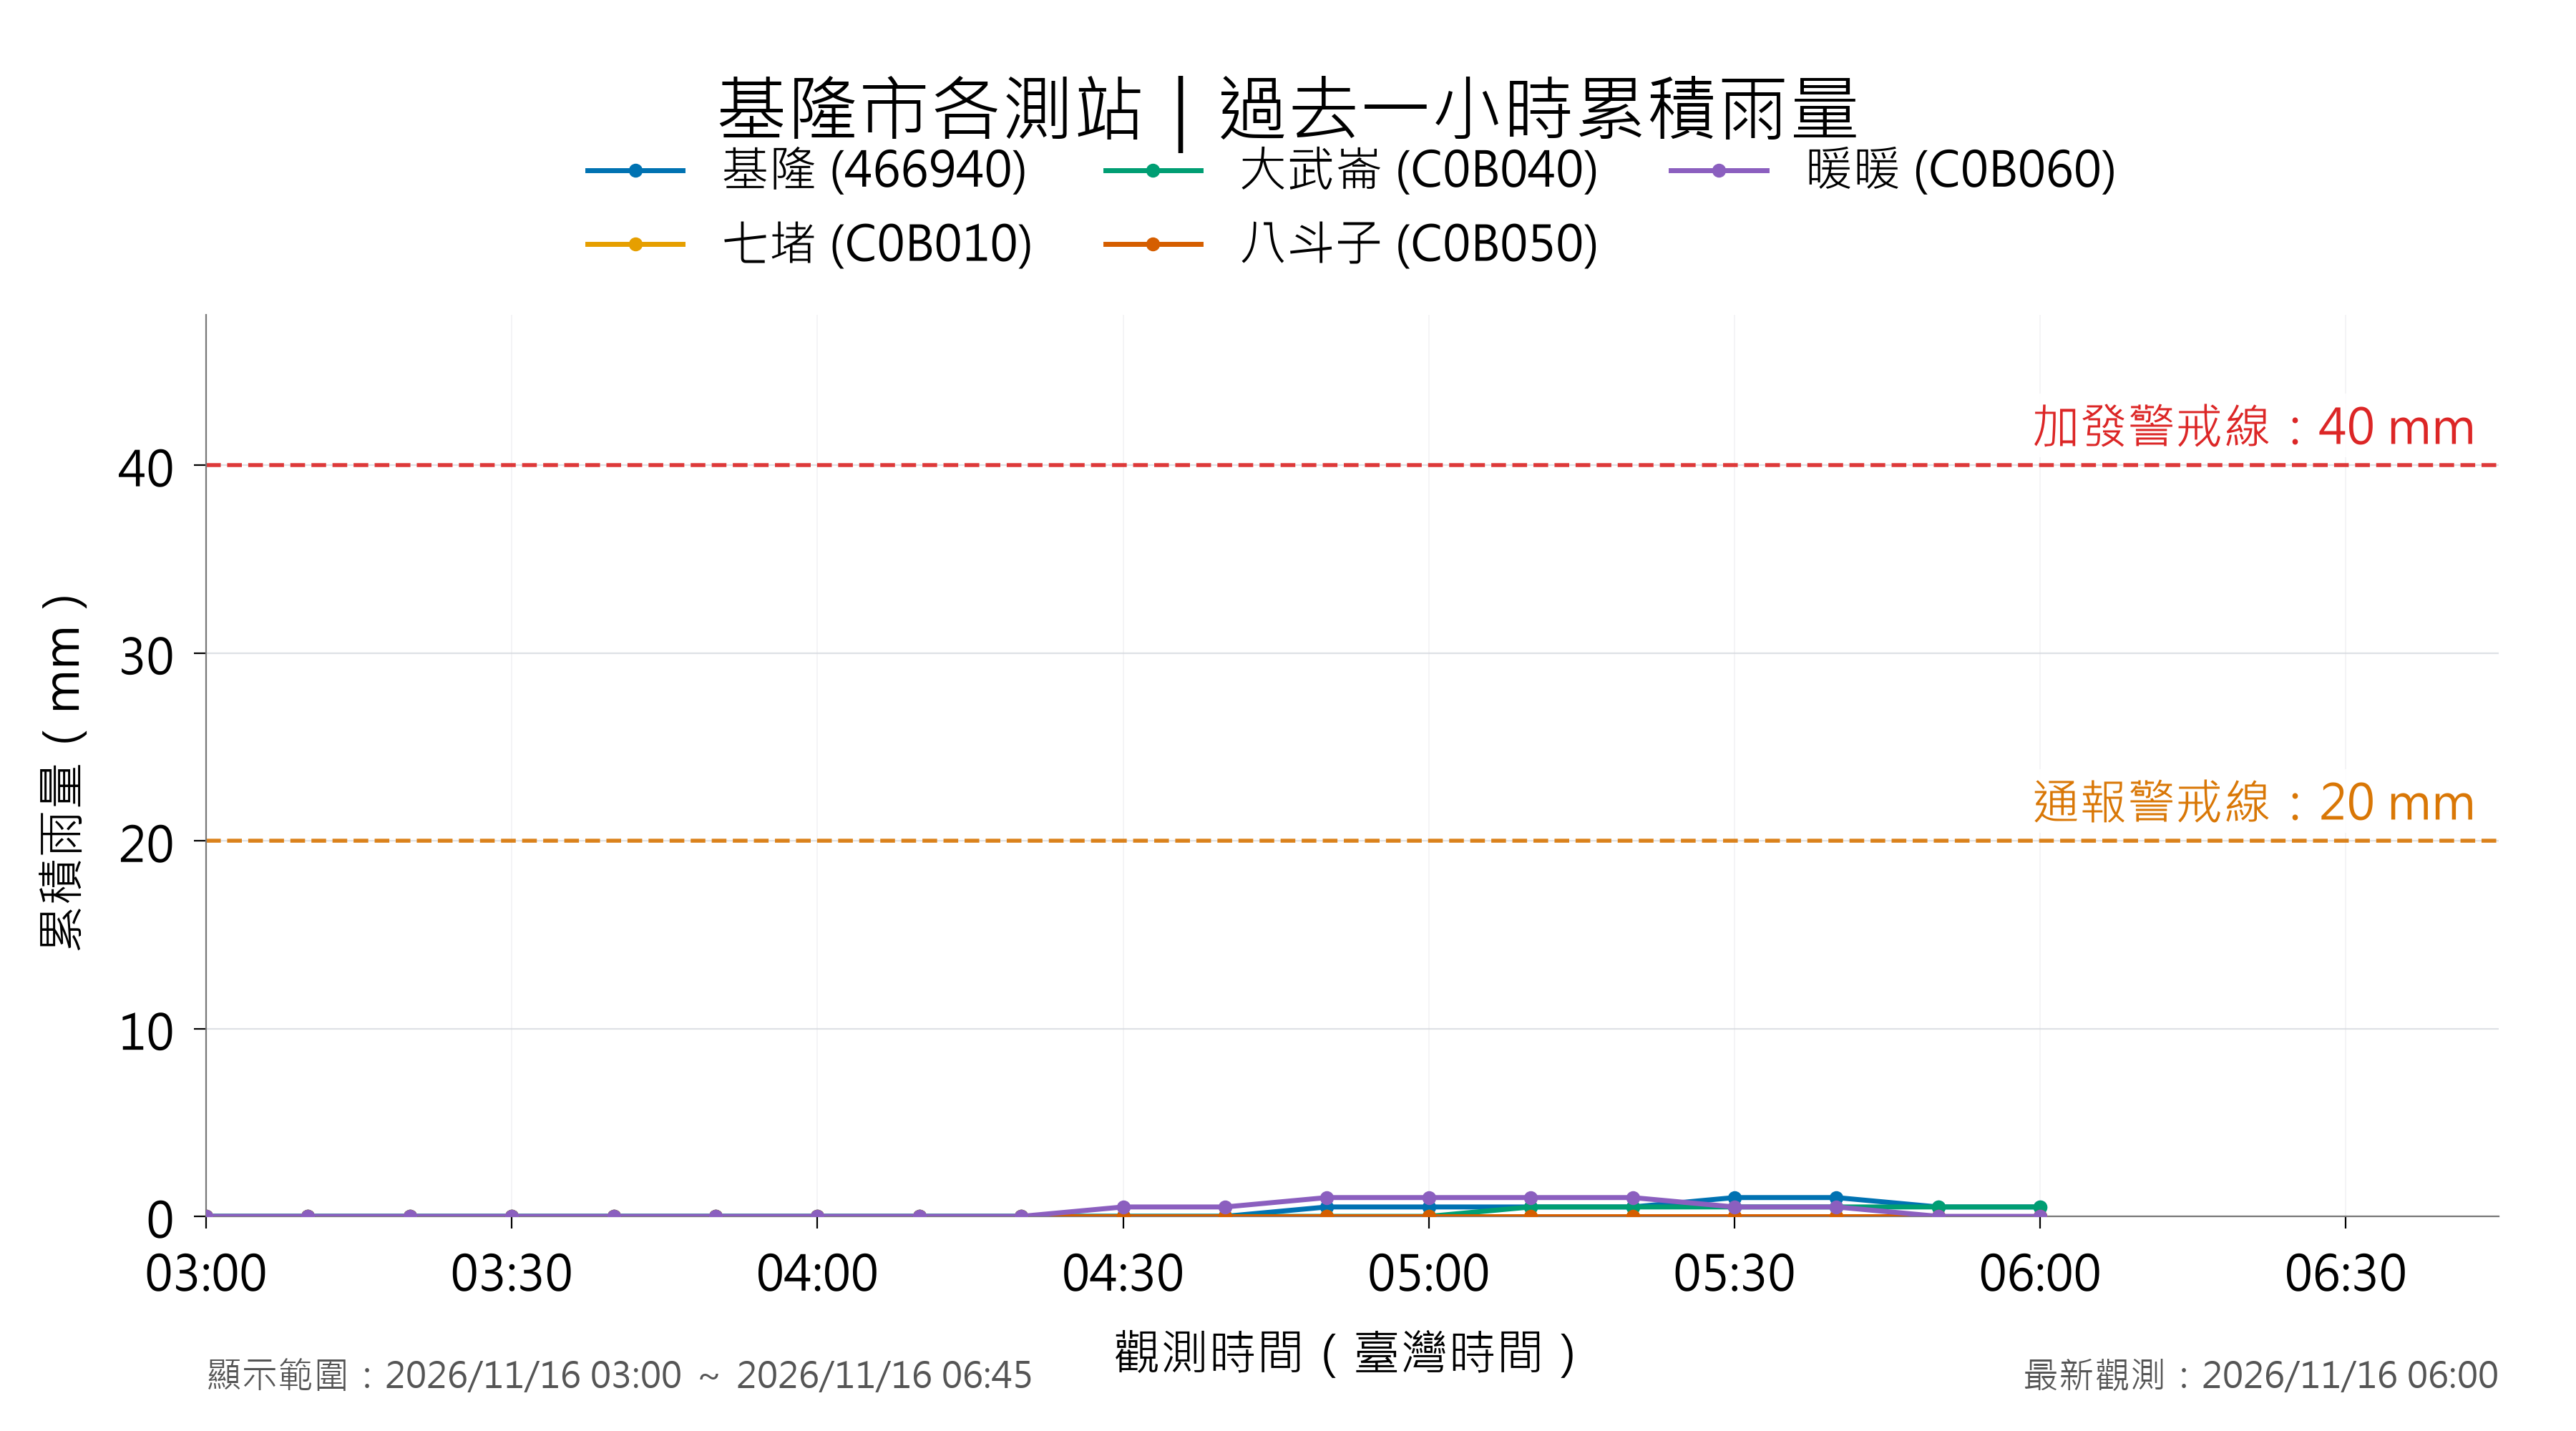 基隆市各測站｜過去一小時累積雨量
基隆 (466940)
大武崙 (C0B040)
暖暖 (C0B060)
七堵 (C0B010)
八斗子 (C0B050)
累積雨量（mm）
加發警戒線：40 mm
通報警戒線：20 mm
40
30
20
10
0
03:00 03:30 04:00 04:30 05:00 05:30 06:00 06:30
觀測時間（臺灣時間）
顯示範圍：2026/11/16 03:00 ~ 2026/11/16 06:45
最新觀測：2026/11/16 06:00